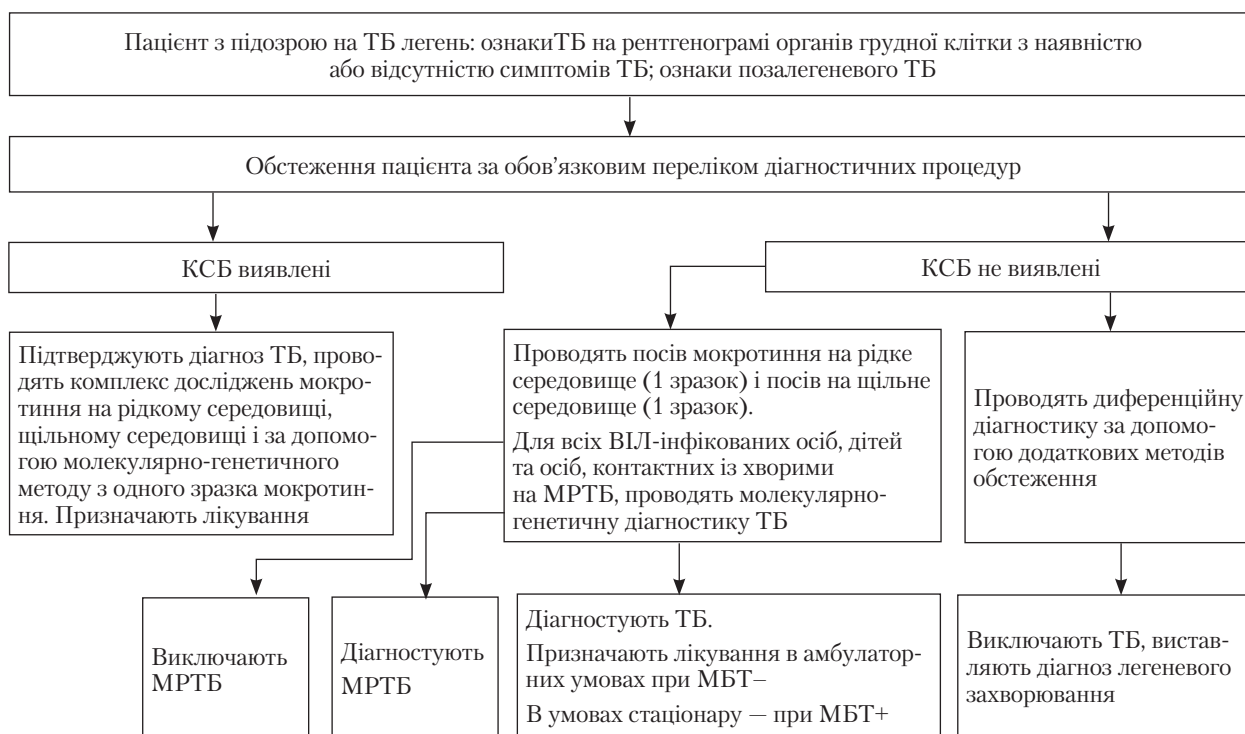 Пацієнт з підозрою на ТБ легень: ознакиТБ на рентгенограмі органів грудної клітки з наявністю
або відсутністю симптомів ТБ; ознаки позалегеневого ТБ
Обстеження пацієнта за обов’язковим переліком діагностичних процедур
КСБ виявлені
КСБ не виявлені
Підтверджують діагноз ТБ, прово-
дять комплекс досліджень мокро-
тиння на рідкому середовищі,
щільному середовищі і за допомо-
гою молекулярно-генетичного
методу з одного зразка мокротин-
ня. Призначають лікування
Проводять посів мокротиння на рідке
середовище (1 зразок) і посів на щільне
середовище (1 зразок).
Для всіх ВІЛ-інфікованих осіб, дітей
та осіб, контактних із хворими
на МРТБ, проводять молекулярно-
генетичну діагностику ТБ
Проводять диференційну
діагностику за допомо-
гою додаткових методів
обстеження
Виключають
МРТБ
Діагностують
МРТБ
Діагностують ТБ.
Призначають лікування в амбулатор-
них умовах при МБТ–
В умовах стаціонару — при МБТ+
Виключають ТБ, вистав-
ляють діагноз легеневого
захворювання